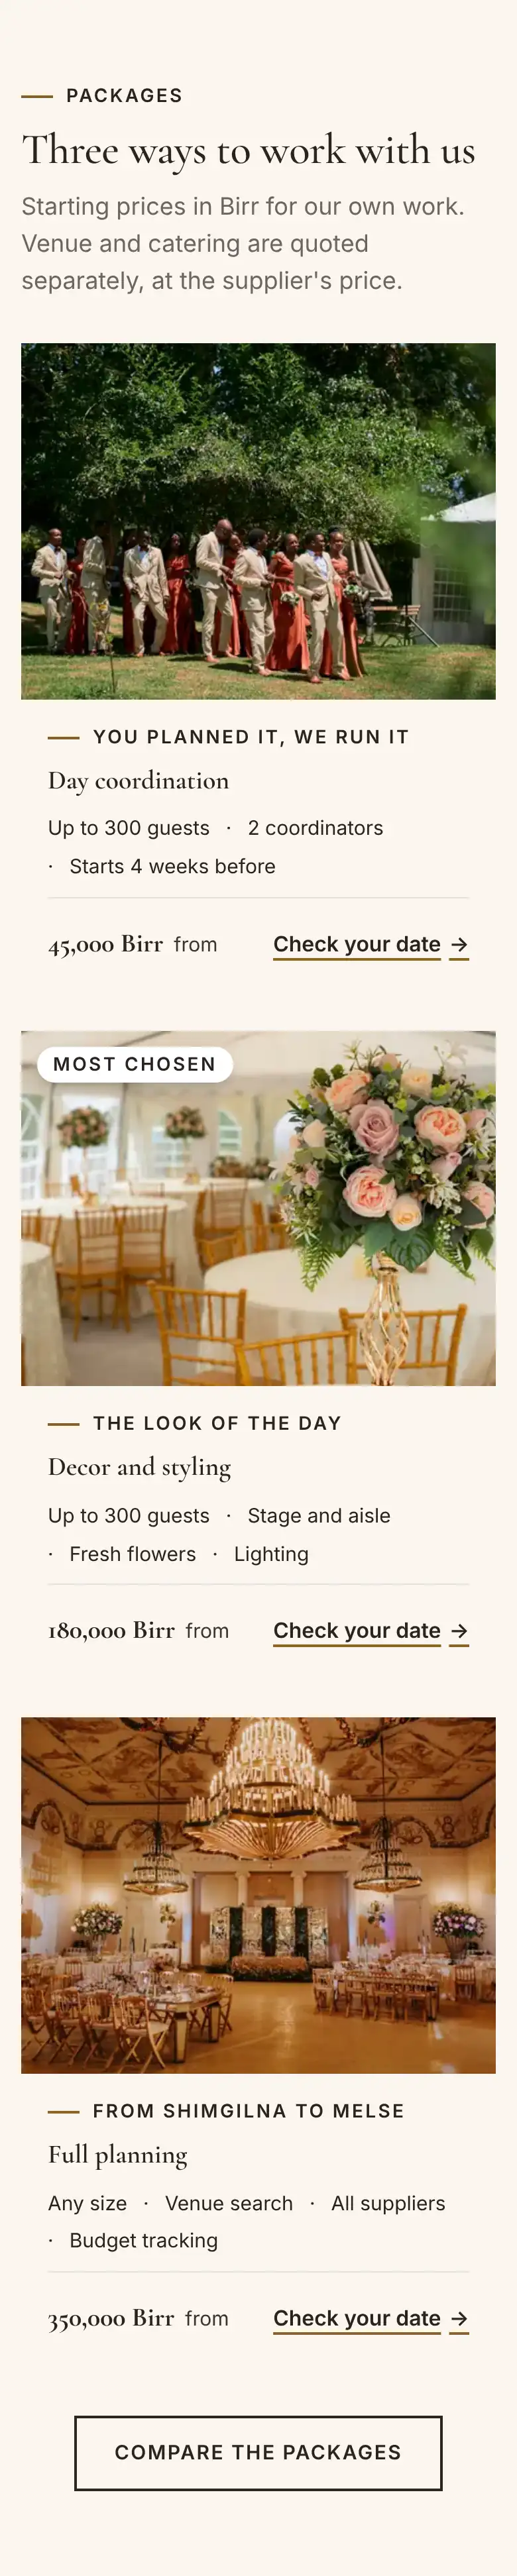 PACKAGES
Three ways to work with us
Starting prices in Birr for our own work.
Venue and catering are quoted
separately, at the supplier's price.
YOU PLANNED IT, WE RUN IT
Day coordination
Up to 300 guests · 2 coordinators
· Starts 4 weeks before
45,000 Birr from Check your date →
MOST CHOSEN
THE LOOK OF THE DAY
Decor and styling
Up to 300 guests · Stage and aisle
· Fresh flowers · Lighting
180,000 Birr from Check your date →
FROM SHIMGILNA TO MELSE
Full planning
Any size · Venue search · All suppliers
· Budget tracking
350,000 Birr from Check your date →
COMPARE THE PACKAGES